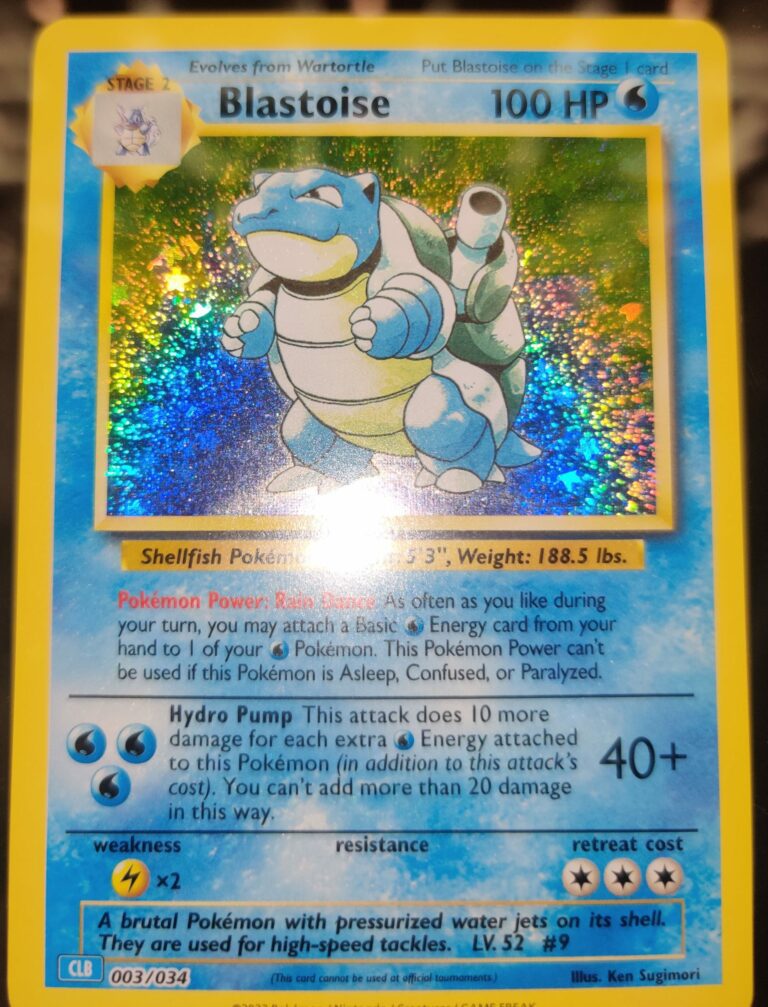 Evolves from Wartortle Put Blastoise on the Stage 1 card
STAGE 2
Blastoise 100 HP
Shellfish Pokémon 5'3", Weight: 188.5 lbs.
Pokémon Power: Rain Dance As often as you like during
your turn, you may attach a Basic Energy card from your
hand to 1 of your Pokémon. This Pokémon Power can't
be used if this Pokémon is Asleep, Confused, or Paralyzed.
Hydro Pump This attack does 10 more
damage for each extra Energy attached
to this Pokémon (in addition to this attack's
cost). You can't add more than 20 damage
in this way.
40+
weakness resistance retreat cost
×2
A brutal Pokémon with pressurized water jets on its shell.
They are used for high-speed tackles. LV. 52 #9
CLB 003/034 (This card cannot be used at official tournaments.) Illus. Ken Sugimori